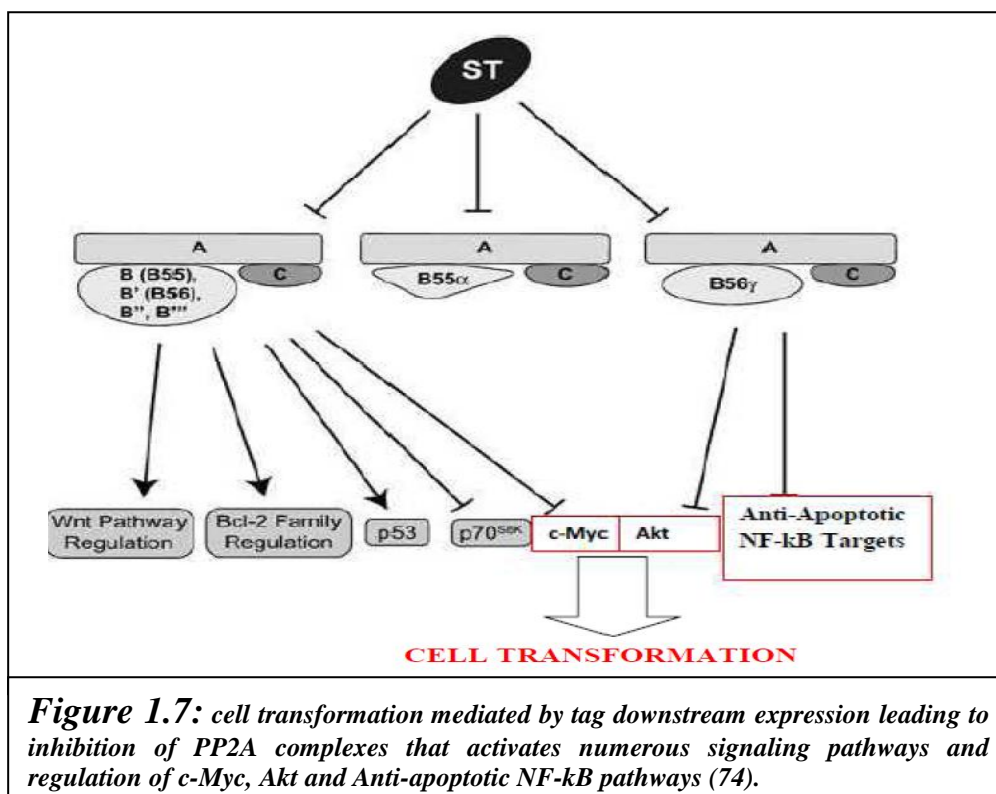 ST
A
A
A
B (B55),
B' (B56),
B'', B'''
C
B55α
C
B56γ
C
Wnt Pathway
Regulation
Bcl-2 Family
Regulation
p53
p70S6K
c-Myc
Akt
Anti-Apoptotic
NF-kB Targets
CELL TRANSFORMATION
Figure 1.7: cell transformation mediated by tag downstream expression leading to
inhibition of PP2A complexes that activates numerous signaling pathways and
regulation of c-Myc, Akt and Anti-apoptotic NF-kB pathways (74).